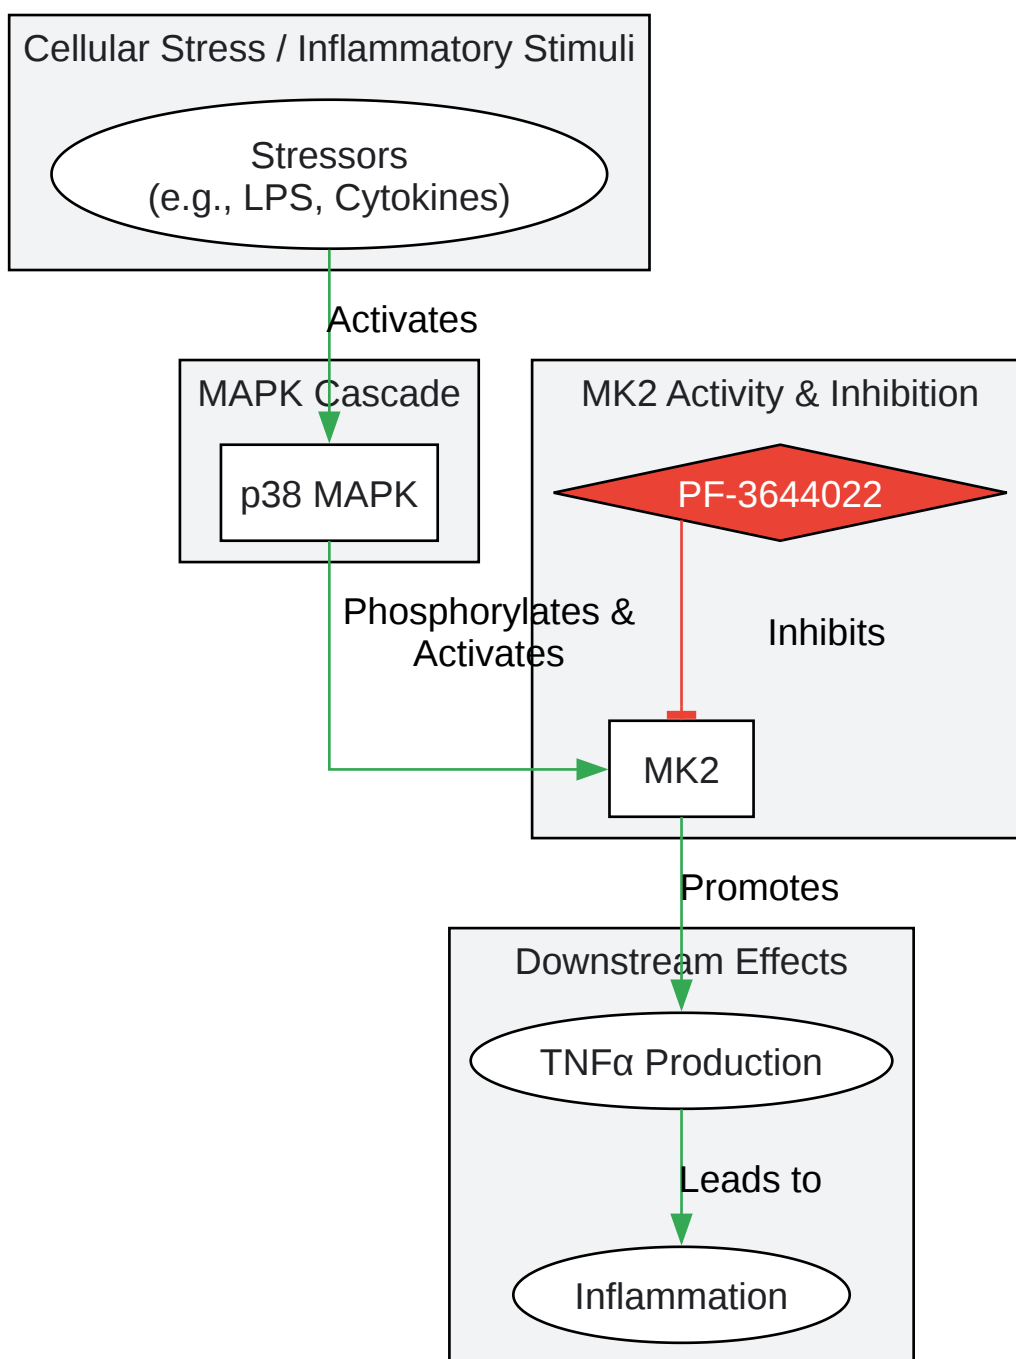 Cellular Stress / Inflammatory Stimuli
Stressors
(e.g., LPS, Cytokines)
Activates
MAPK Cascade
p38 MAPK
MK2 Activity & Inhibition
PF-3644022
Phosphorylates &
Activates
Inhibits
MK2
Promotes
Downstream Effects
TNFα Production
Leads to
Inflammation